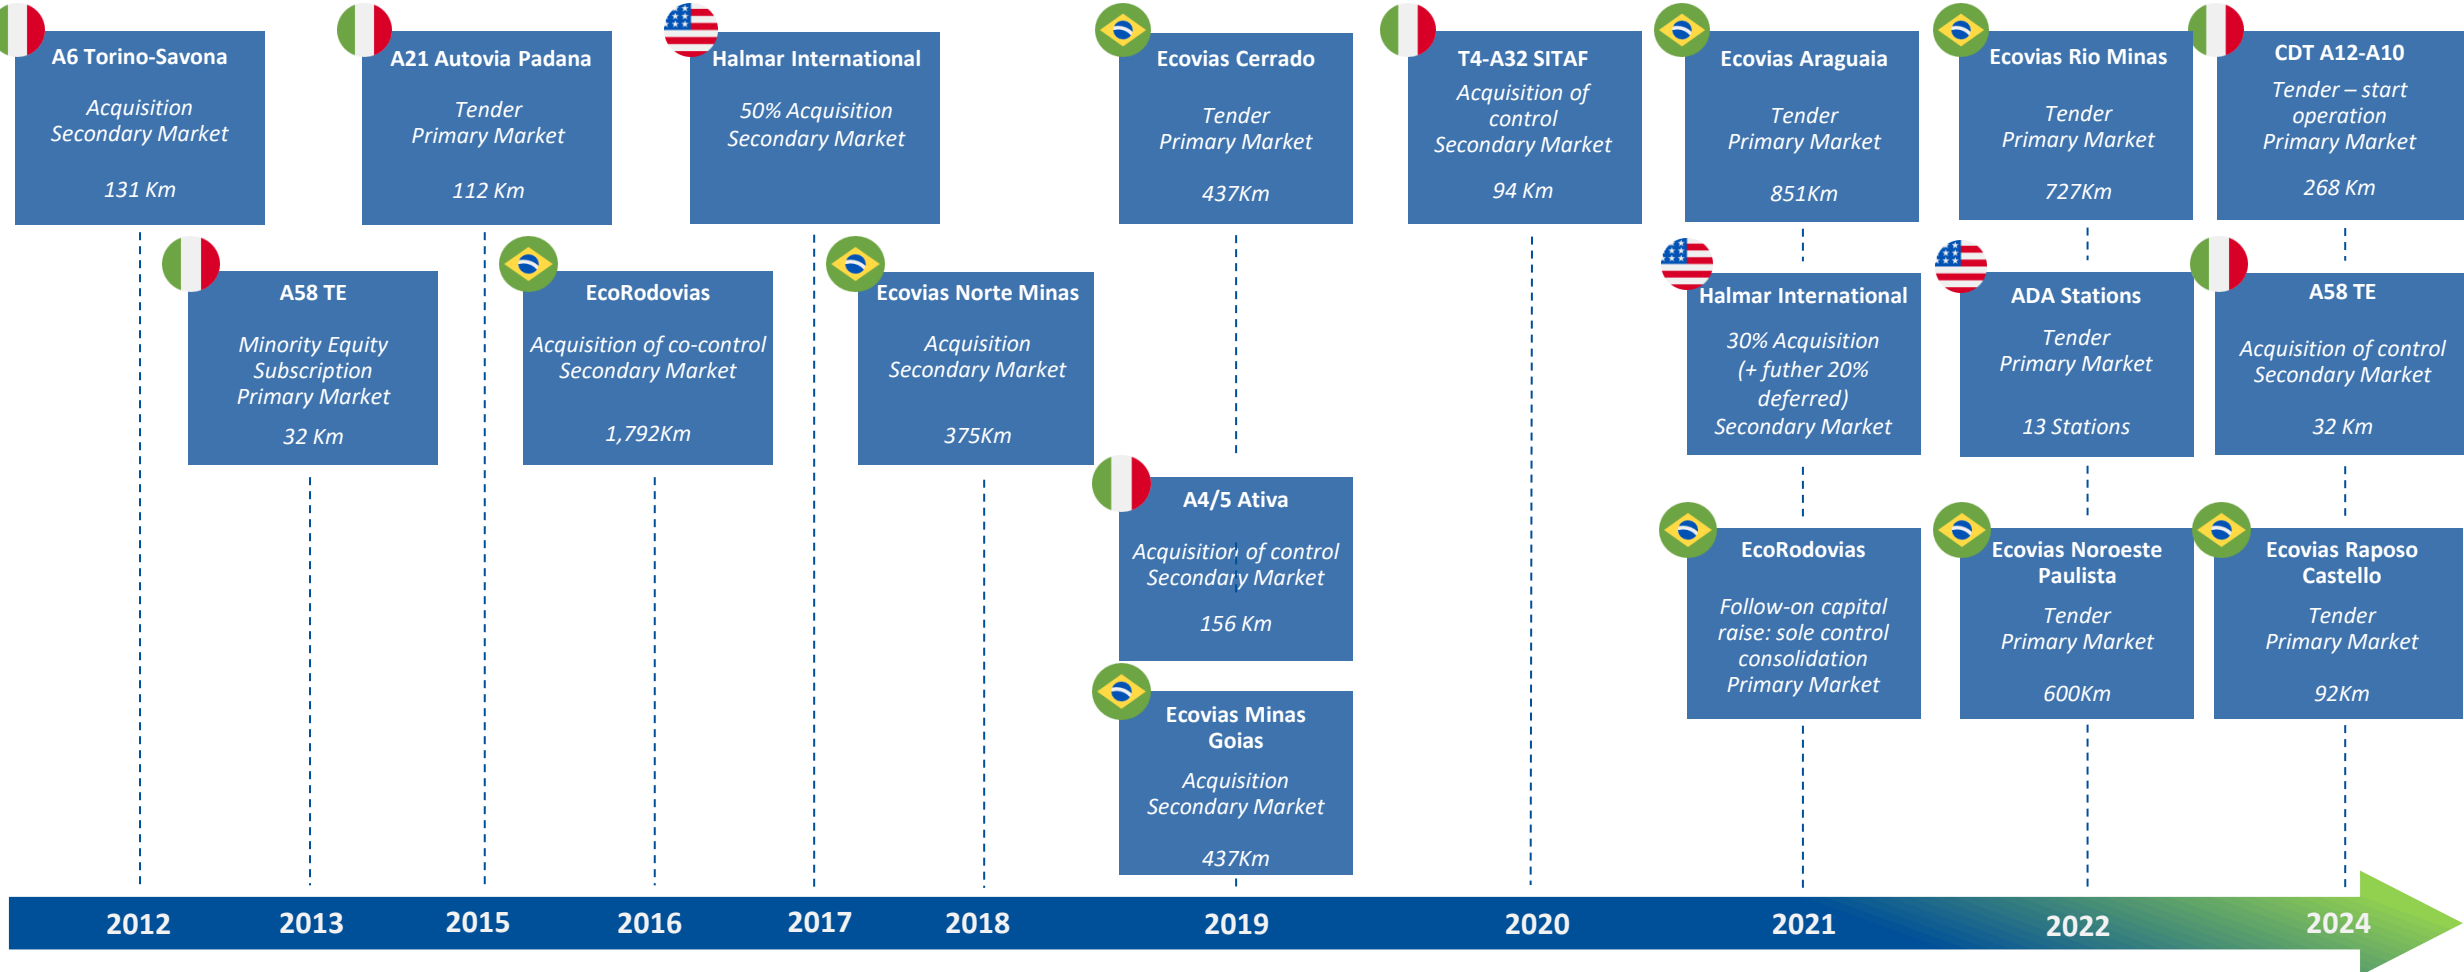 A6 Torino-Savona
Acquisition
Secondary Market
131 Km
A21 Autovia Padana
Tender
Primary Market
112 Km
Halmar International
50% Acquisition
Secondary Market
Ecovias Cerrado
Tender
Primary Market
437Km
T4-A32 SITAF
Acquisition of
control
Secondary Market
94 Km
Ecovias Araguaia
Tender
Primary Market
851Km
Ecovias Rio Minas
Tender
Primary Market
727Km
CDT A12-A10
Tender – start
operation
Primary Market
268 Km
A58 TE
Minority Equity
Subscription
Primary Market
32 Km
EcoRodovias
Acquisition of co-control
Secondary Market
1,792Km
Ecovias Norte Minas
Acquisition
Secondary Market
375Km
Halmar International
30% Acquisition
(+ futher 20%
deferred)
Secondary Market
ADA Stations
Tender
Primary Market
13 Stations
A58 TE
Acquisition of control
Secondary Market
32 Km
A4/5 Ativa
Acquisition of control
Secondary Market
156 Km
EcoRodovias
Follow-on capital
raise: sole control
consolidation
Primary Market
Ecovias Noroeste
Paulista
Tender
Primary Market
600Km
Ecovias Raposo
Castello
Tender
Primary Market
92Km
Ecovias Minas
Goias
Acquisition
Secondary Market
437Km
2012
2013
2015
2016
2017
2018
2019
2020
2021
2022
2024